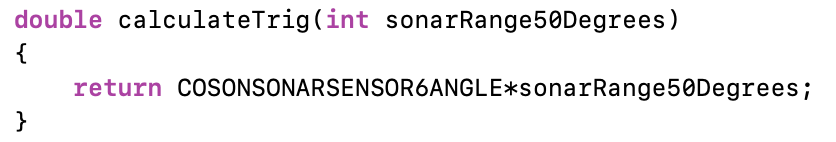 double calculateTrig(int sonarRange50Degrees)
{
    return COSONSONARSENSOR6ANGLE*sonarRange50Degrees;
}